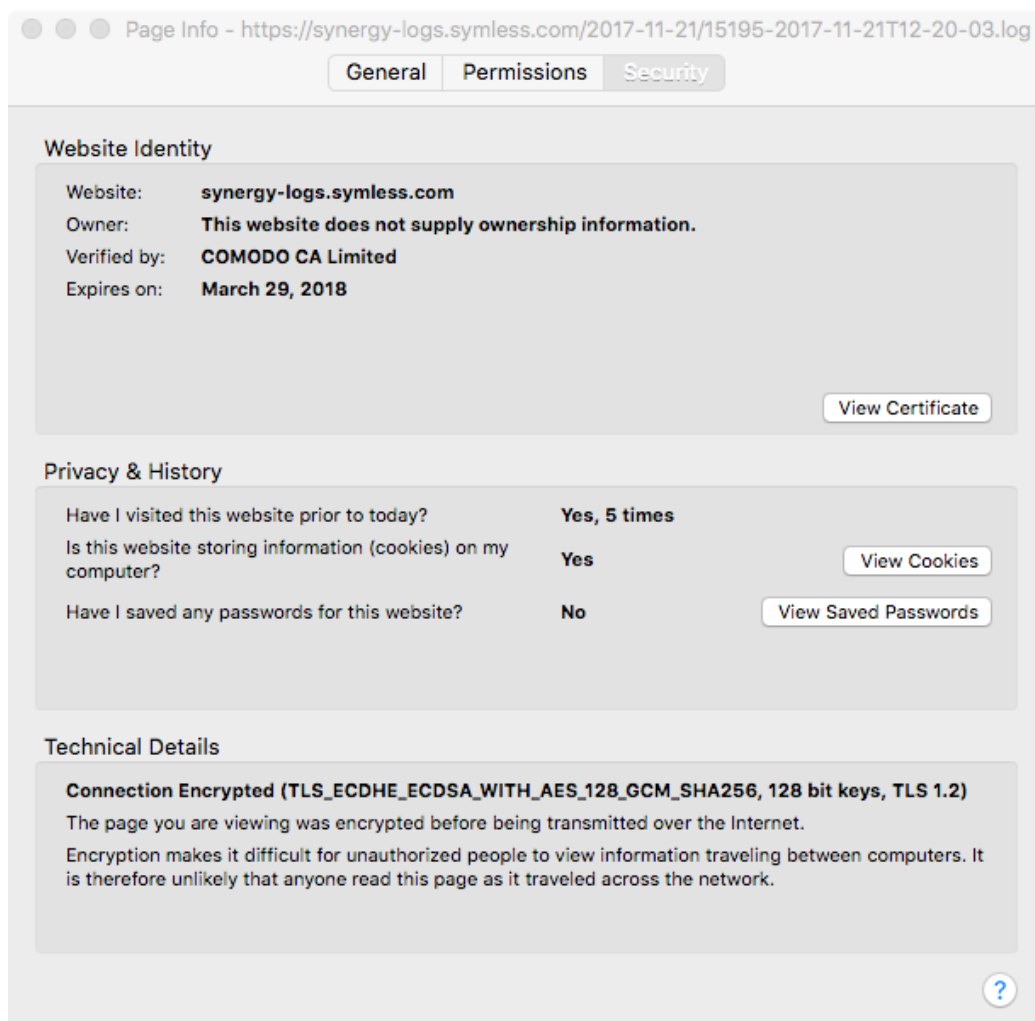 Page Info - https://synergy-logs.symless.com/2017-11-21/15195-2017-11-21T12-20-03.log
General Permissions Security
Website Identity
Website: synergy-logs.symless.com
Owner: This website does not supply ownership information.
Verified by: COMODO CA Limited
Expires on: March 29, 2018
View Certificate
Privacy & History
Have I visited this website prior to today? Yes, 5 times
Is this website storing information (cookies) on my
computer? Yes View Cookies
Have I saved any passwords for this website? No View Saved Passwords
Technical Details
Connection Encrypted (TLS_ECDHE_ECDSA_WITH_AES_128_GCM_SHA256, 128 bit keys, TLS 1.2)
The page you are viewing was encrypted before being transmitted over the Internet.
Encryption makes it difficult for unauthorized people to view information traveling between computers. It
is therefore unlikely that anyone read this page as it traveled across the network.
?